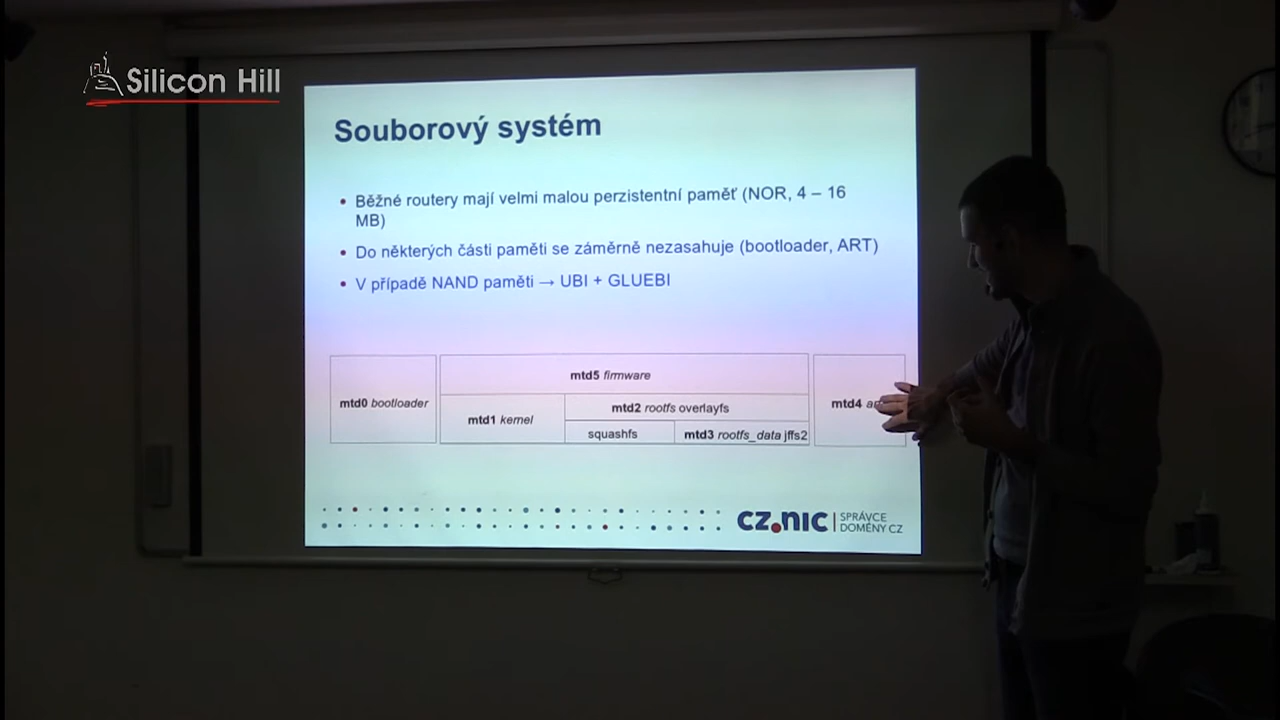 Silicon Hill
Souborový systém
• Běžné routery mají velmi malou perzistentní paměť (NOR, 4 – 16
MB)
• Do některých části paměti se záměrně nezasahuje (bootloader, ART)
• V případě NAND paměti → UBI + GLUEBI
mtd5 firmware
mtd0 bootloader
mtd1 kernel
mtd2 rootfs overlayfs
mtd4
squashfs
mtd3 rootfs_data jffs2
CZ.NIC | SPRÁVCE
DOMÉNY CZ